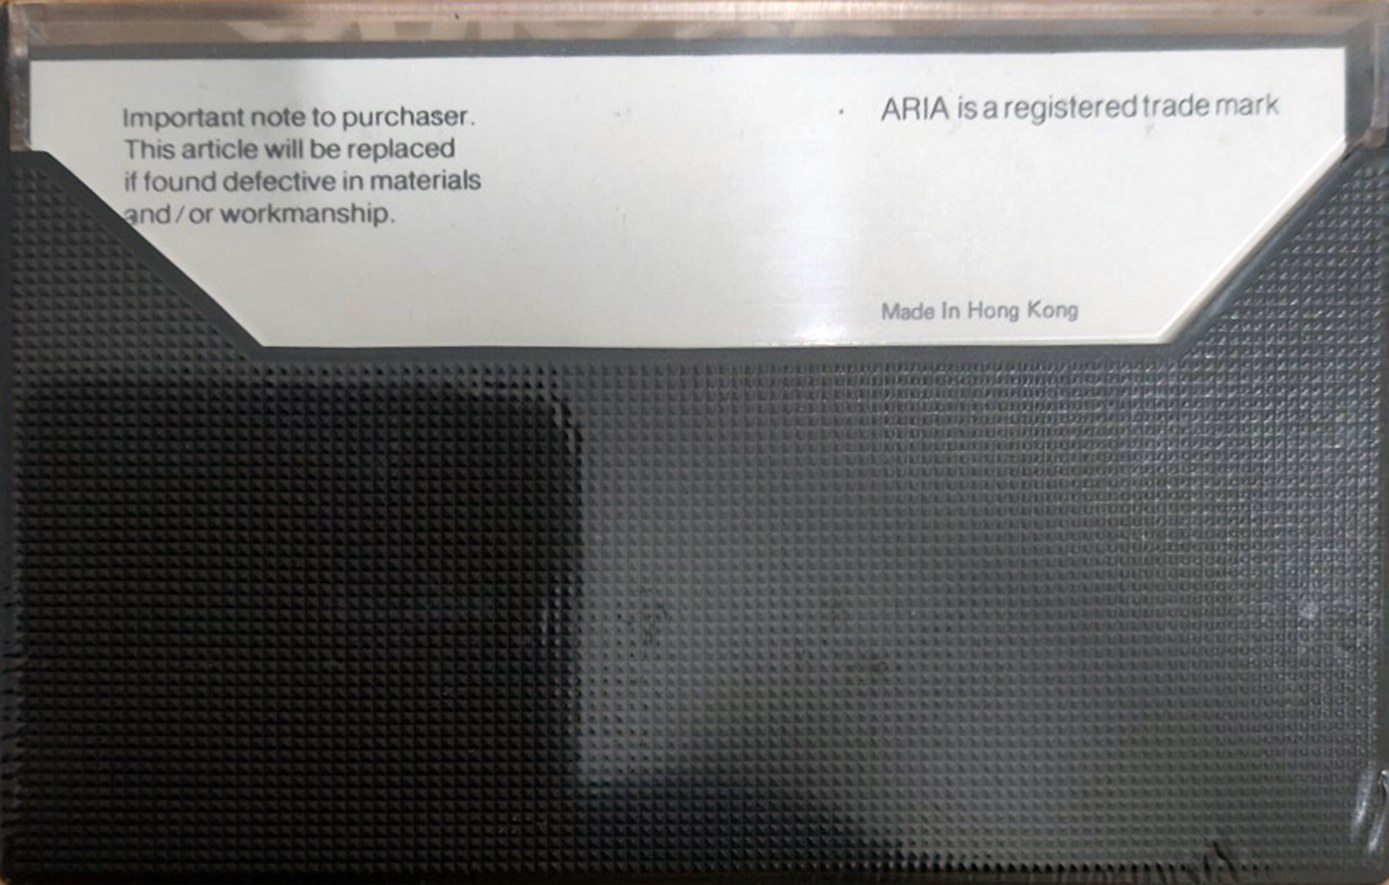 Important note to purchaser.
This article will be replaced
if found defective in materials
and/or workmanship.
ARIA is a registered trade mark
Made In Hong Kong